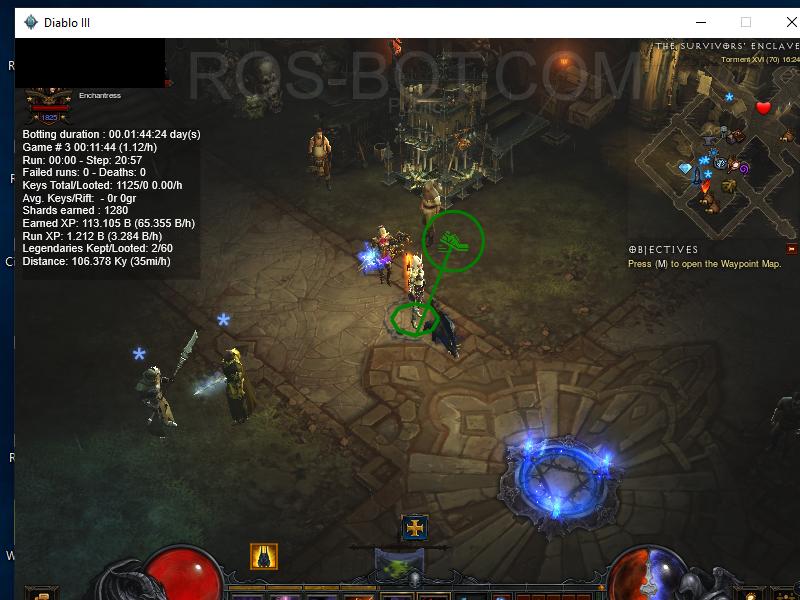 Diablo III
THE SURVIVORS' ENCLAVE
Torment XVI (70) 16:24
ROS-BOT.COM
Enchantress
1825
Botting duration : 00.01:44:24 day(s)
Game # 3 00:11:44 (1.12/h)
Run: 00:00 - Step: 20:57
Failed runs: 0 - Deaths: 0
Keys Total/Looted: 1125/0 0.00/h
Avg. Keys/Rift:  - 0r 0gr
Shards earned : 1280
Earned XP: 113.105 B (65.355 B/h)
Run XP: 1.212 B (3.284 B/h)
Legendaries Kept/Looted: 2/60
Distance: 106.378 Ky (35mi/h)
OBJECTIVES
Press (M) to open the Waypoint Map.